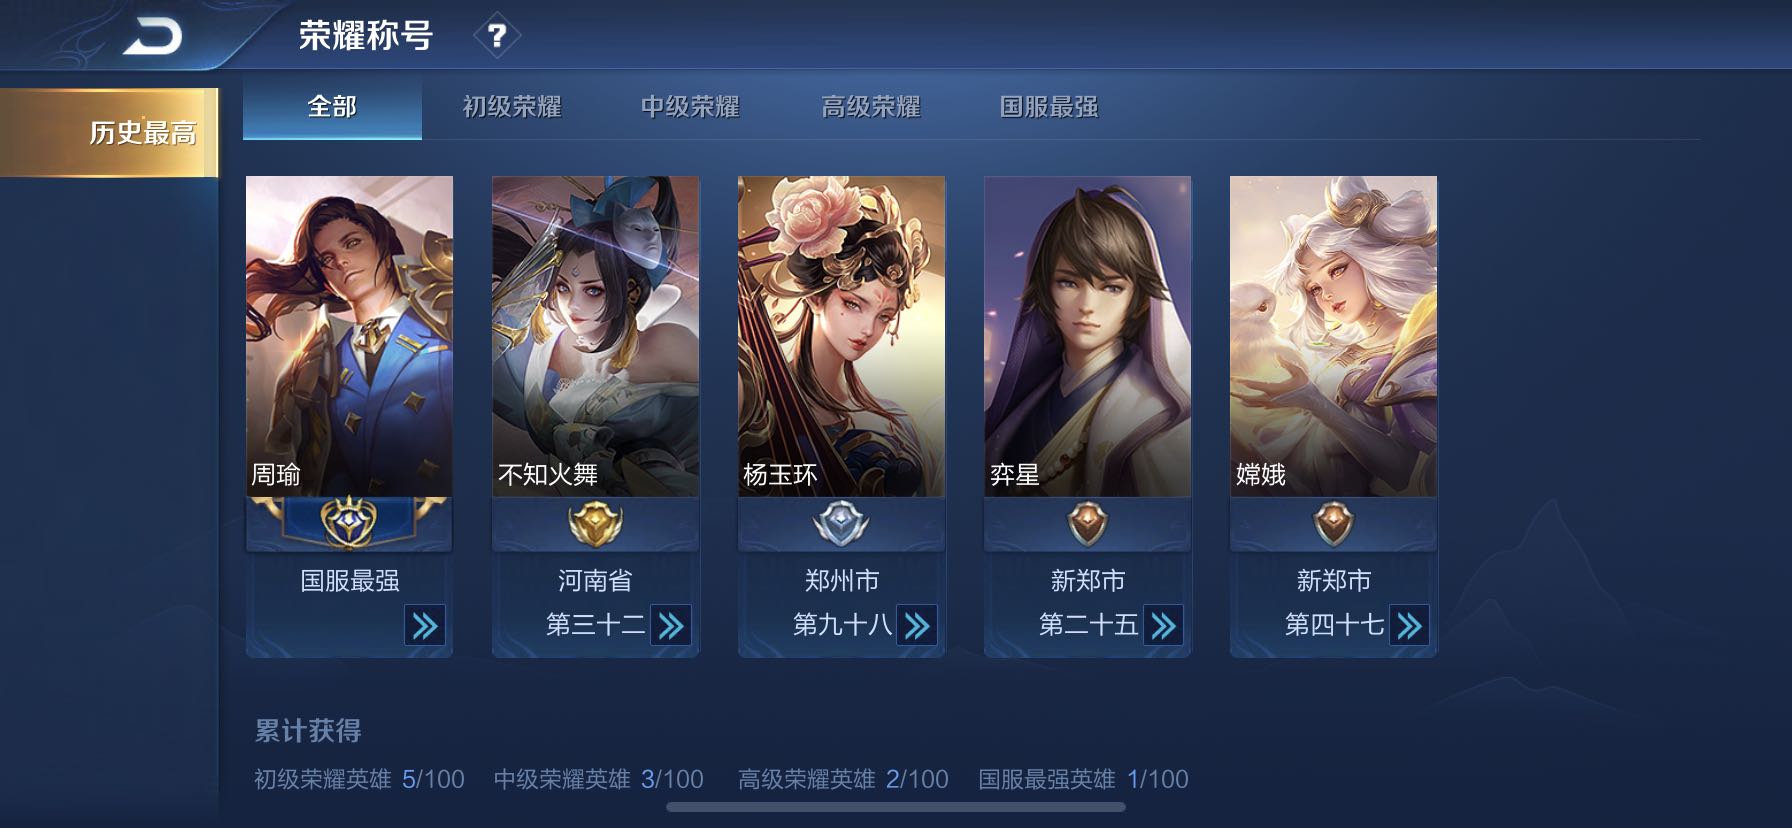 荣耀称号 ?
历史最高
全部 初级荣耀 中级荣耀 高级荣耀 国服最强
周瑜 不知火舞 杨玉环 弈星 嫦娥
国服最强 河南省 郑州市 新郑市 新郑市
第三十二 第九十八 第二十五 第四十七
累计获得
初级荣耀英雄 5/100 中级荣耀英雄 3/100 高级荣耀英雄 2/100 国服最强英雄 1/100